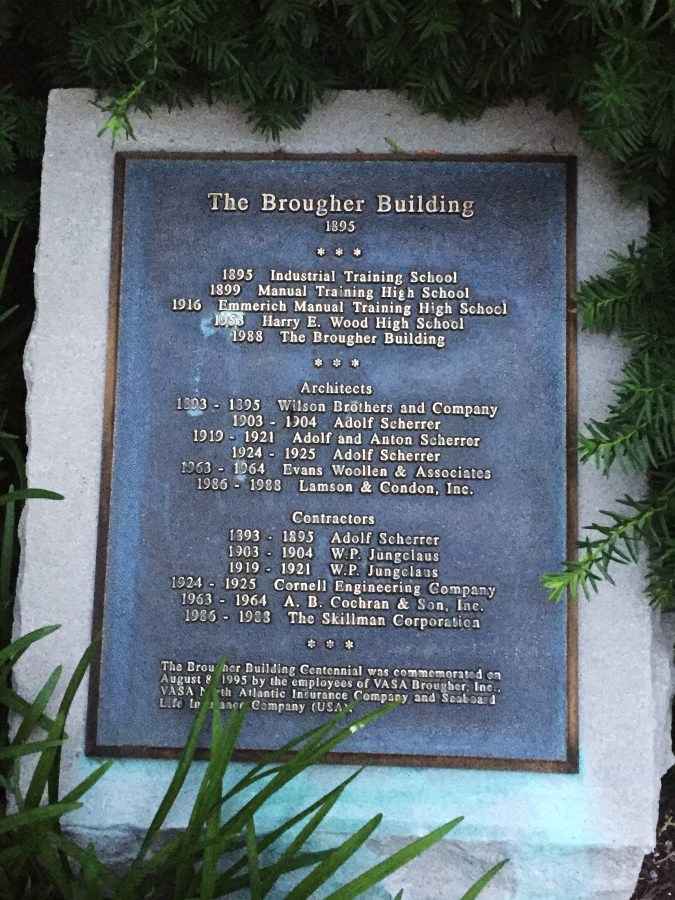 The Brougher Building
1895
* * *
1895 Industrial Training School
1899 Manual Training High School
1916 Emmerich Manual Training High School
1953 Harry E. Wood High School
1988 The Brougher Building
* * *
Architects
1893 - 1895 Wilson Brothers and Company
1903 - 1904 Adolf Scherrer
1919 - 1921 Adolf and Anton Scherrer
1924 - 1925 Adolf Scherrer
1963 - 1964 Evans Woollen & Associates
1986 - 1988 Lamson & Condon, Inc.
Contractors
1893 - 1895 Adolf Scherrer
1903 - 1904 W.P. Jungclaus
1919 - 1921 W.P. Jungclaus
1924 - 1925 Cornell Engineering Company
1963 - 1964 A. B. Cochran & Son, Inc.
1986 - 1988 The Skillman Corporation
* * *
The Brougher Building Centennial was commemorated on
August 8, 1995 by the employees of VASA Brougher, Inc.,
VASA North Atlantic Insurance Company and Seaboard
Life Insurance Company (USA).